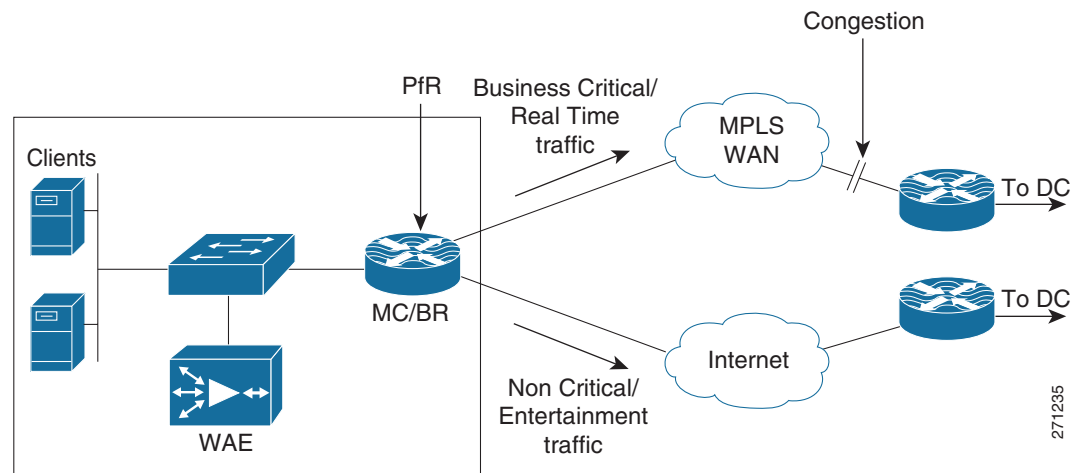 Congestion
PfR
Business Critical/
Real Time
traffic
MPLS
WAN
Clients
To DC
MC/BR
To DC
Internet
Non Critical/
Entertainment
traffic
WAE
271235